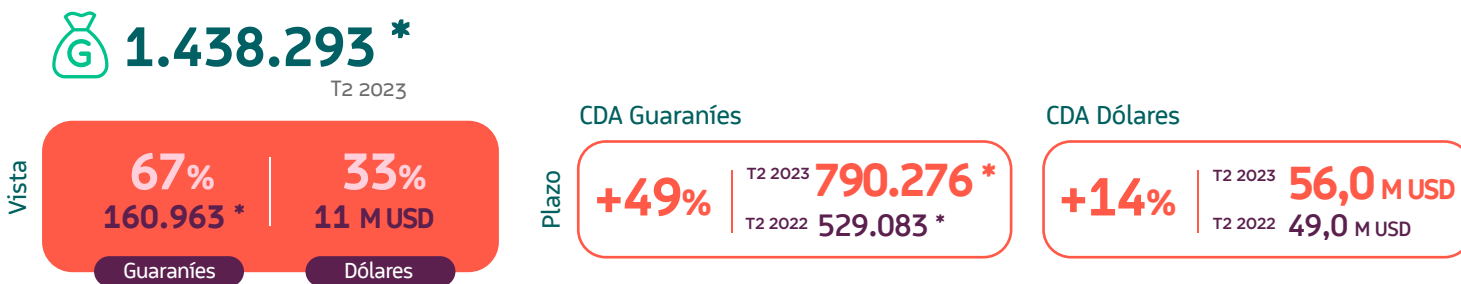 G 1.438.293 *
T2 2023
Vista
67% 33%
160.963 * 11 M USD
Guaraníes Dólares
Plazo
CDA Guaraníes
+49%
T2 2023 790.276 *
T2 2022 529.083 *
CDA Dólares
+14%
T2 2023 56,0 M USD
T2 2022 49,0 M USD